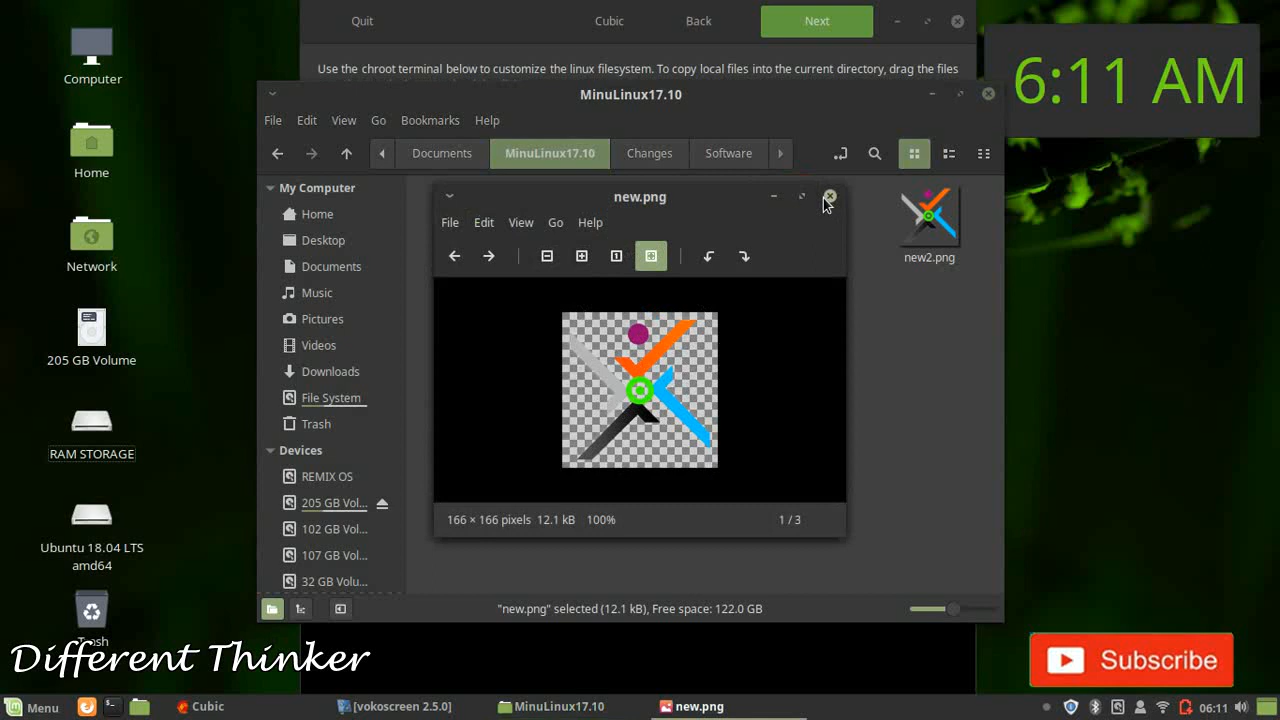 Quit
Cubic
Back
Next
Use the chroot terminal below to customize the linux filesystem. To copy local files into the current directory, drag the files
6:11 AM
Computer
Home
Network
205 GB Volume
RAM STORAGE
Ubuntu 18.04 LTS
amd64
Trash
MinuLinux17.10
File Edit View Go Bookmarks Help
Documents MinuLinux17.10 Changes Software
My Computer
Home
Desktop
Documents
Music
Pictures
Videos
Downloads
File System
Trash
Devices
REMIX OS
205 GB Vol...
102 GB Vol...
107 GB Vol...
32 GB Volu...
new.png
File Edit View Go Help
166 × 166 pixels 12.1 kB 100% 1 / 3
new2.png
"new.png" selected (12.1 kB), Free space: 122.0 GB
Different Thinker
Subscribe
Menu
Cubic
[vokoscreen 2.5.0]
MinuLinux17.10
new.png
06:11